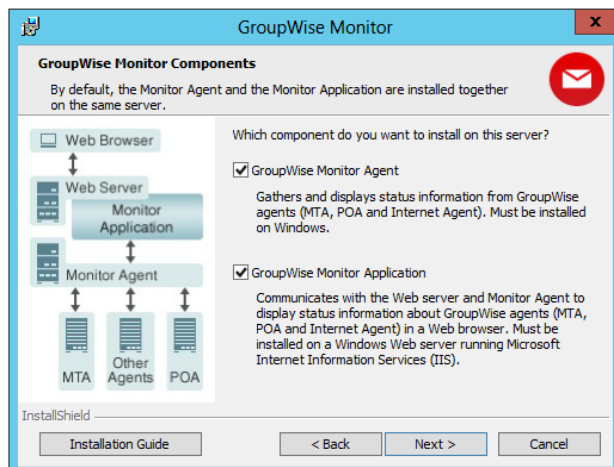 GroupWise Monitor
x
GroupWise Monitor Components
By default, the Monitor Agent and the Monitor Application are installed together
on the same server.
Web Browser
Web Server
Monitor
Application
Monitor Agent
MTA
Other
Agents
POA
Which component do you want to install on this server?
GroupWise Monitor Agent
Gathers and displays status information from GroupWise
agents (MTA, POA and Internet Agent). Must be installed
on Windows.
GroupWise Monitor Application
Communicates with the Web server and Monitor Agent to
display status information about GroupWise agents (MTA,
POA and Internet Agent) in a Web browser. Must be
installed on a Windows Web server running Microsoft
Internet Information Services (IIS).
InstallShield
Installation Guide
< Back
Next >
Cancel